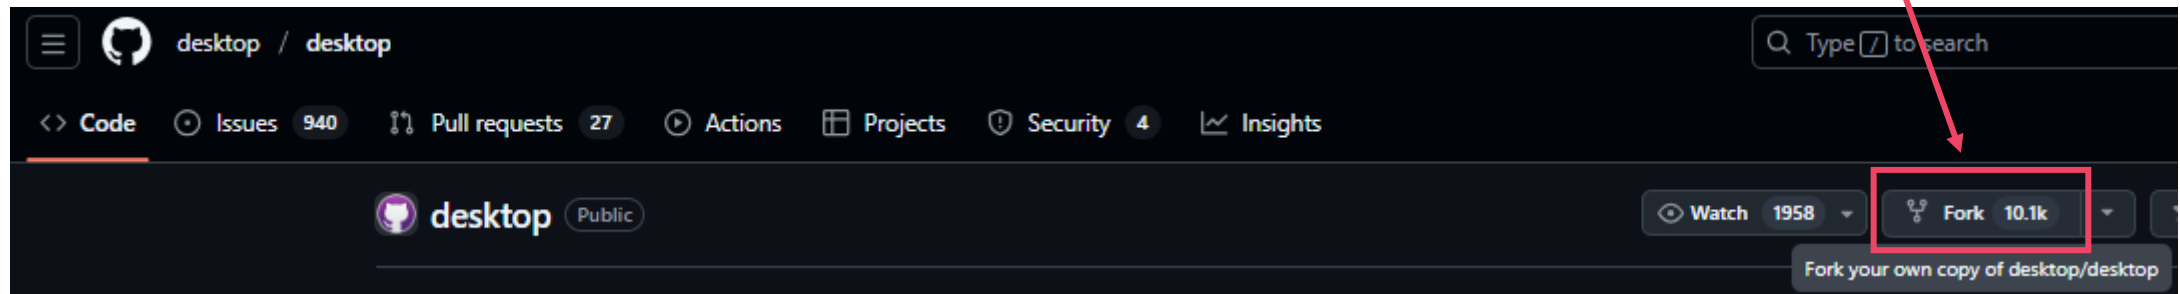 desktop / desktop
Type / to search
Code Issues 940 Pull requests 27 Actions Projects Security 4 Insights
desktop Public
Watch 1958 Fork 10.1k
Fork your own copy of desktop/desktop